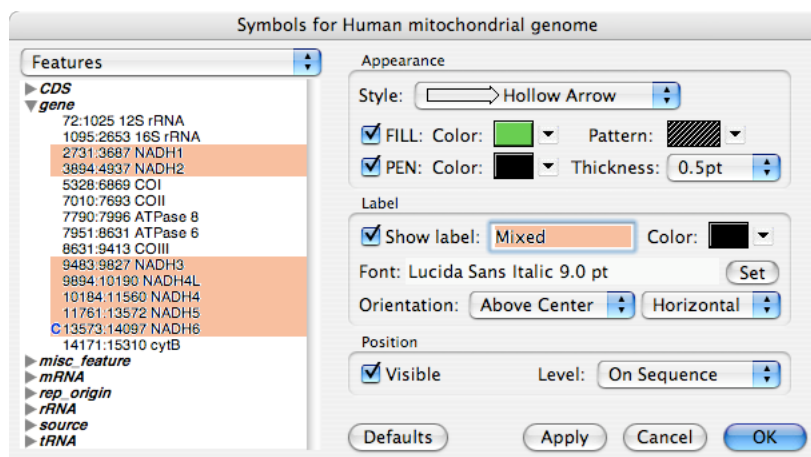 Symbols for Human mitochondrial genome
Features
CDS
gene
72:1025 12S rRNA
1095:2653 16S rRNA
2731:3687 NADH1
3894:4937 NADH2
5328:6869 COI
7010:7693 COII
7790:7996 ATPase 8
7951:8631 ATPase 6
8631:9413 COIII
9483:9827 NADH3
9894:10190 NADH4L
10184:11560 NADH4
11761:13572 NADH5
C 13573:14097 NADH6
14171:15310 cytB
misc_feature
mRNA
rep_origin
rRNA
source
tRNA
Appearance
Style: Hollow Arrow
FILL: Color: Pattern:
PEN: Color: Thickness: 0.5pt
Label
Show label: Mixed Color:
Font: Lucida Sans Italic 9.0 pt Set
Orientation: Above Center Horizontal
Position
Visible Level: On Sequence
Defaults Apply Cancel OK